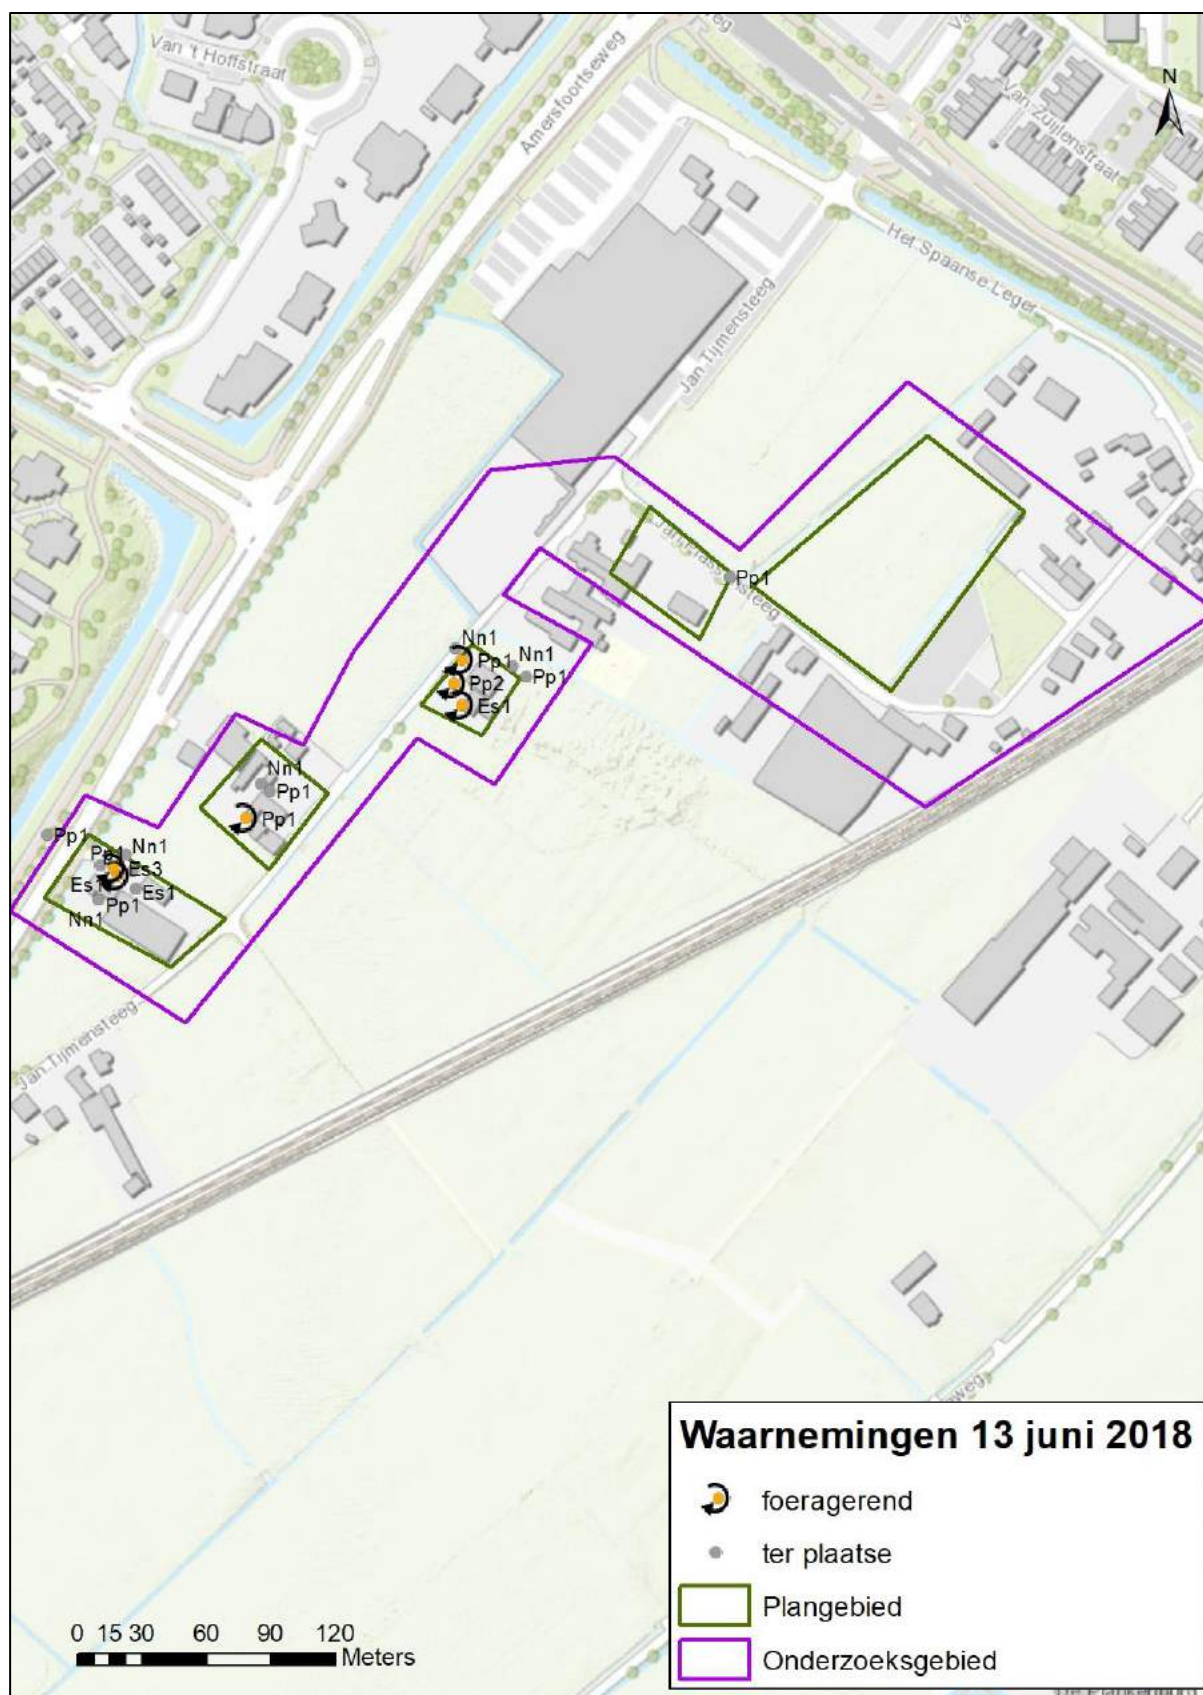 Van 't Hoffstraat
Amersfoortseweg
N
Van Zuijlenstraat
Het Spaanse Leger
Jan Tijmensteeg
Pp1
Nn1
Pp1
Nn1
Pp1
Pp2
Es1
Nn1
Pp1
Pp1
Pp1
Nn1
Pp1
Es3
Es1
Es1
Pp1
Nn1
Jan Tijmensteeg
Waarnemingen 13 juni 2018
foeragerend
ter plaatse
Plangebied
Onderzoeksgebied
0 15 30 60 90 120
Meters